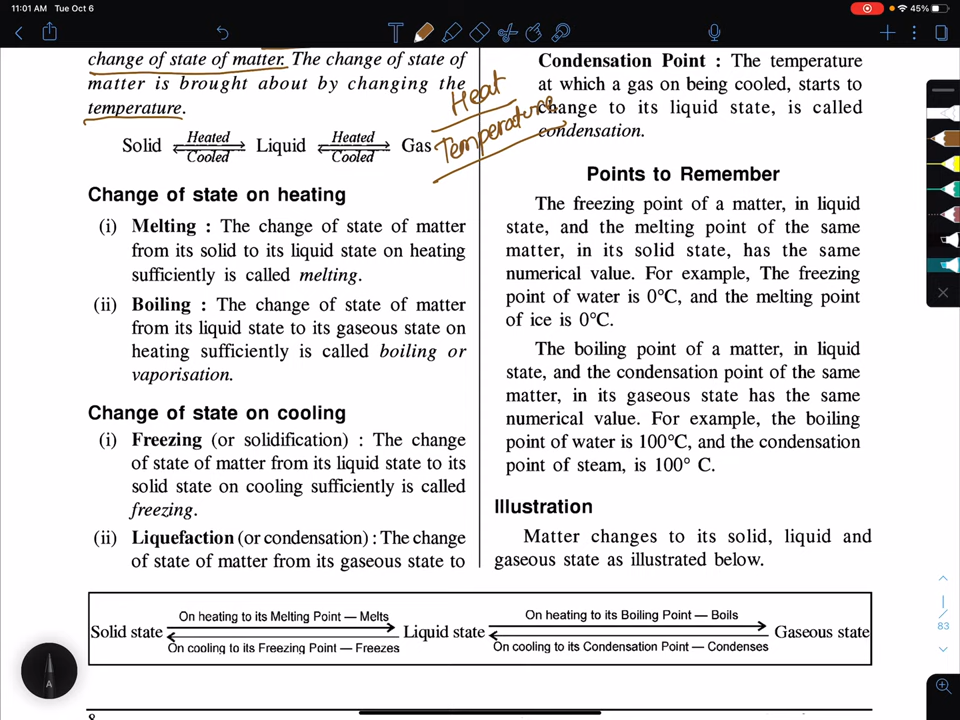 11:01 AM Tue Oct 6
45%
change of state of matter. The change of state of
matter is brought about by changing the
temperature.
Heat
Temperature
Solid Heated Cooled Liquid Heated Cooled Gas
Change of state on heating
(i) Melting : The change of state of matter
from its solid to its liquid state on heating
sufficiently is called melting.
(ii) Boiling : The change of state of matter
from its liquid state to its gaseous state on
heating sufficiently is called boiling or
vaporisation.
Change of state on cooling
(i) Freezing (or solidification) : The change
of state of matter from its liquid state to its
solid state on cooling sufficiently is called
freezing.
(ii) Liquefaction (or condensation) : The change
of state of matter from its gaseous state to
Condensation Point : The temperature
at which a gas on being cooled, starts to
change to its liquid state, is called
condensation.
Points to Remember
The freezing point of a matter, in liquid
state, and the melting point of the same
matter, in its solid state, has the same
numerical value. For example, The freezing
point of water is 0°C, and the melting point
of ice is 0°C.
The boiling point of a matter, in liquid
state, and the condensation point of the same
matter, in its gaseous state has the same
numerical value. For example, the boiling
point of water is 100°C, and the condensation
point of steam, is 100° C.
Illustration
Matter changes to its solid, liquid and
gaseous state as illustrated below.
On heating to its Melting Point — Melts
On heating to its Boiling Point — Boils
Solid state Liquid state Gaseous state
On cooling to its Freezing Point — Freezes
On cooling to its Condensation Point — Condenses
83
A